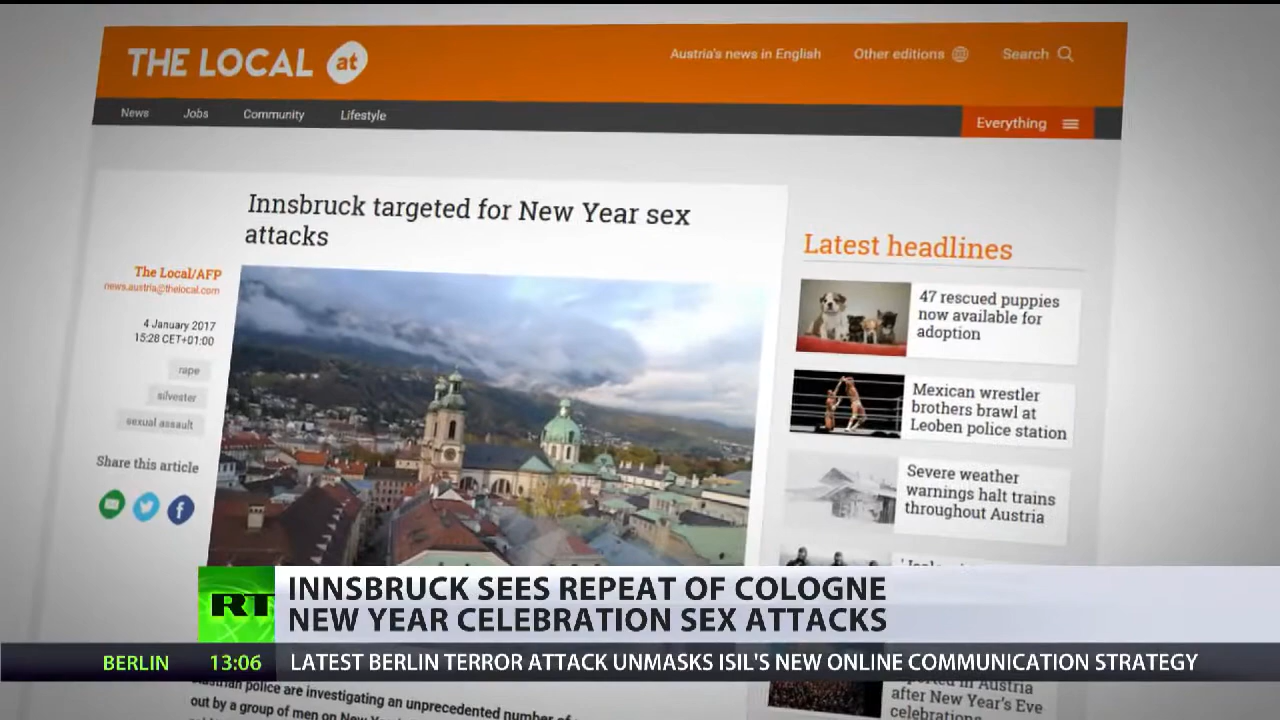 THE LOCAL at
Austria's news in English
Other editions
Search
News
Jobs
Community
Lifestyle
Everything
Innsbruck targeted for New Year sex
attacks
The Local/AFP
news.austria@thelocal.com
4 January 2017
15:28 CET+01:00
rape
silvester
sexual assault
Share this article
Latest headlines
47 rescued puppies
now available for
adoption
Mexican wrestler
brothers brawl at
Leoben police station
Severe weather
warnings halt trains
throughout Austria
RT
INNSBRUCK SEES REPEAT OF COLOGNE
NEW YEAR CELEBRATION SEX ATTACKS
BERLIN 13:06 LATEST BERLIN TERROR ATTACK UNMASKS ISIL'S NEW ONLINE COMMUNICATION STRATEGY
police are investigating an unprecedented number of
out by a group of men on New
in Austria
after New Year's Eve
celebrations